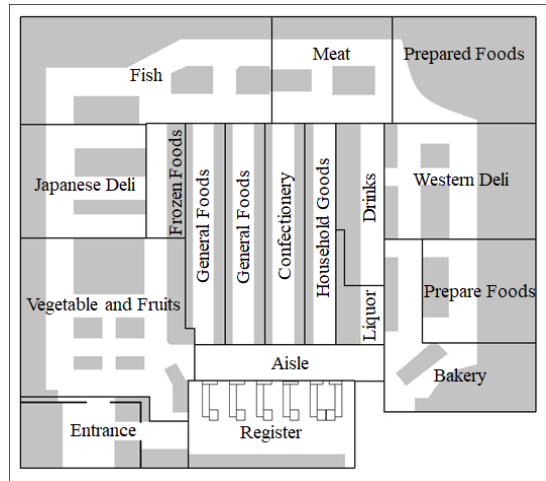 Meat
Prepared Foods
Fish
Japanese Deli
Frozen Foods
General Foods
General Foods
Confectionery
Household Goods
Drinks
Western Deli
Vegetable and Fruits
Liquor
Prepare Foods
Aisle
Bakery
Entrance
Register